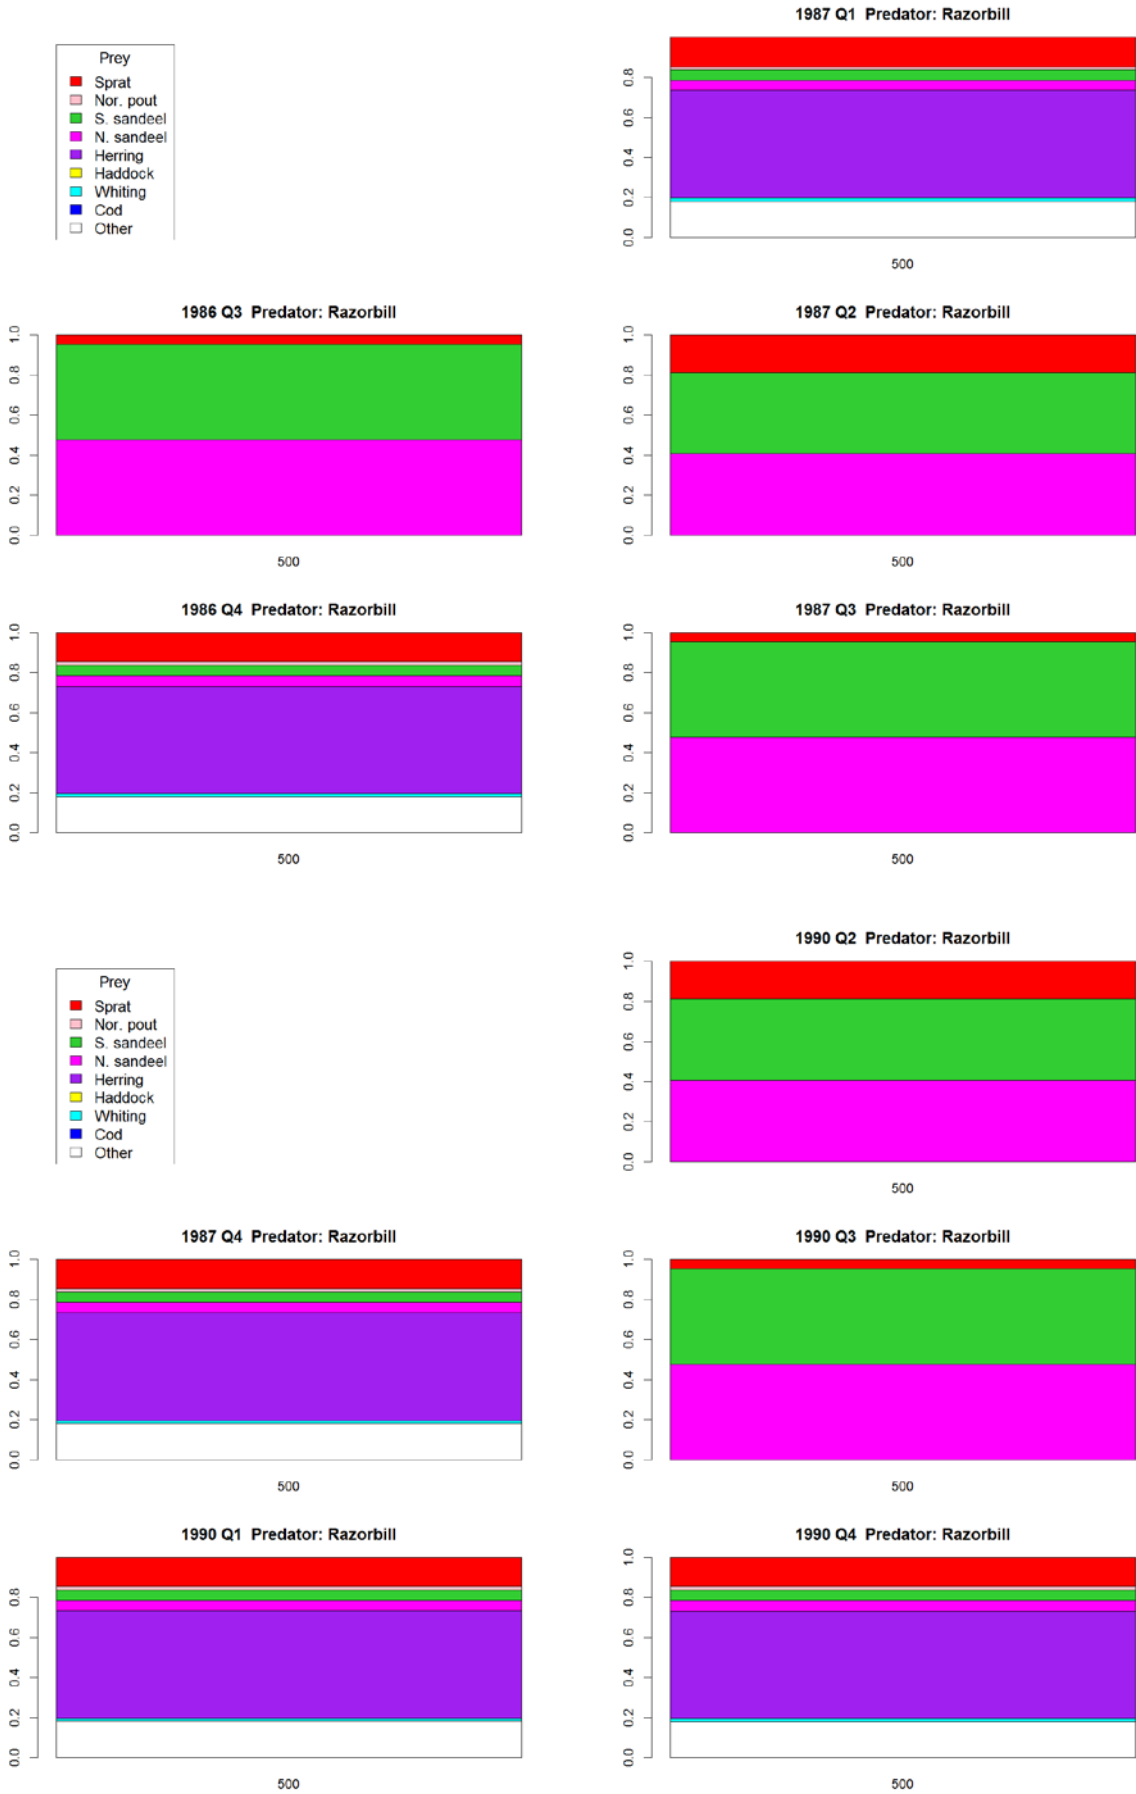 1987 Q1 Predator: Razorbill
Prey
Sprat
Nor. pout
S. sandeel
N. sandeel
Herring
Haddock
Whiting
Cod
Other
0.0 0.2 0.4 0.6 0.8
500
1986 Q3 Predator: Razorbill
0.0 0.2 0.4 0.6 0.8 1.0
500
1987 Q2 Predator: Razorbill
0.0 0.2 0.4 0.6 0.8 1.0
500
1986 Q4 Predator: Razorbill
0.0 0.2 0.4 0.6 0.8 1.0
500
1987 Q3 Predator: Razorbill
0.0 0.2 0.4 0.6 0.8 1.0
500
Prey
Sprat
Nor. pout
S. sandeel
N. sandeel
Herring
Haddock
Whiting
Cod
Other
1990 Q2 Predator: Razorbill
0.0 0.2 0.4 0.6 0.8 1.0
500
1987 Q4 Predator: Razorbill
0.0 0.2 0.4 0.6 0.8 1.0
500
1990 Q3 Predator: Razorbill
0.0 0.2 0.4 0.6 0.8 1.0
500
1990 Q1 Predator: Razorbill
0.0 0.2 0.4 0.6 0.8
500
1990 Q4 Predator: Razorbill
0.0 0.2 0.4 0.6 0.8 1.0
500